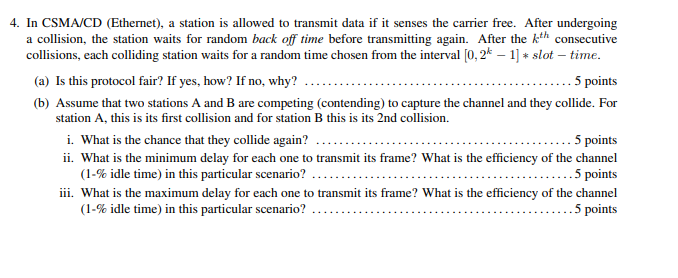 4. In CSMA/CD (Ethernet), a station is allowed to transmit data if it senses the carrier free. After undergoing
a collision, the station waits for random back off time before transmitting again. After the k^th consecutive
collisions, each colliding station waits for a random time chosen from the interval [0, 2^k − 1] * slot − time.
(a) Is this protocol fair? If yes, how? If no, why? .................................................. 5 points
(b) Assume that two stations A and B are competing (contending) to capture the channel and they collide. For
station A, this is its first collision and for station B this is its 2nd collision.
i. What is the chance that they collide again? .................................................. 5 points
ii. What is the minimum delay for each one to transmit its frame? What is the efficiency of the channel
(1-% idle time) in this particular scenario? .................................................. 5 points
iii. What is the maximum delay for each one to transmit its frame? What is the efficiency of the channel
(1-% idle time) in this particular scenario? .................................................. 5 points